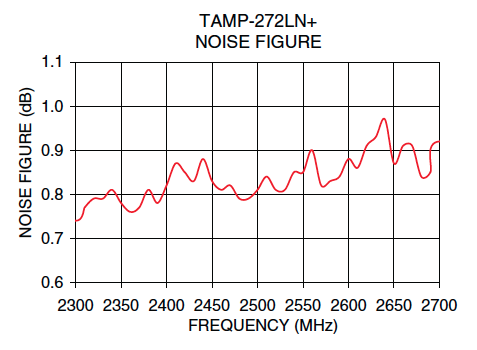 TAMP-272LN+
NOISE FIGURE
1.1
1.0
0.9
0.8
0.7
0.6
NOISE FIGURE (dB)
2300 2350 2400 2450 2500 2550 2600 2650 2700
FREQUENCY (MHz)